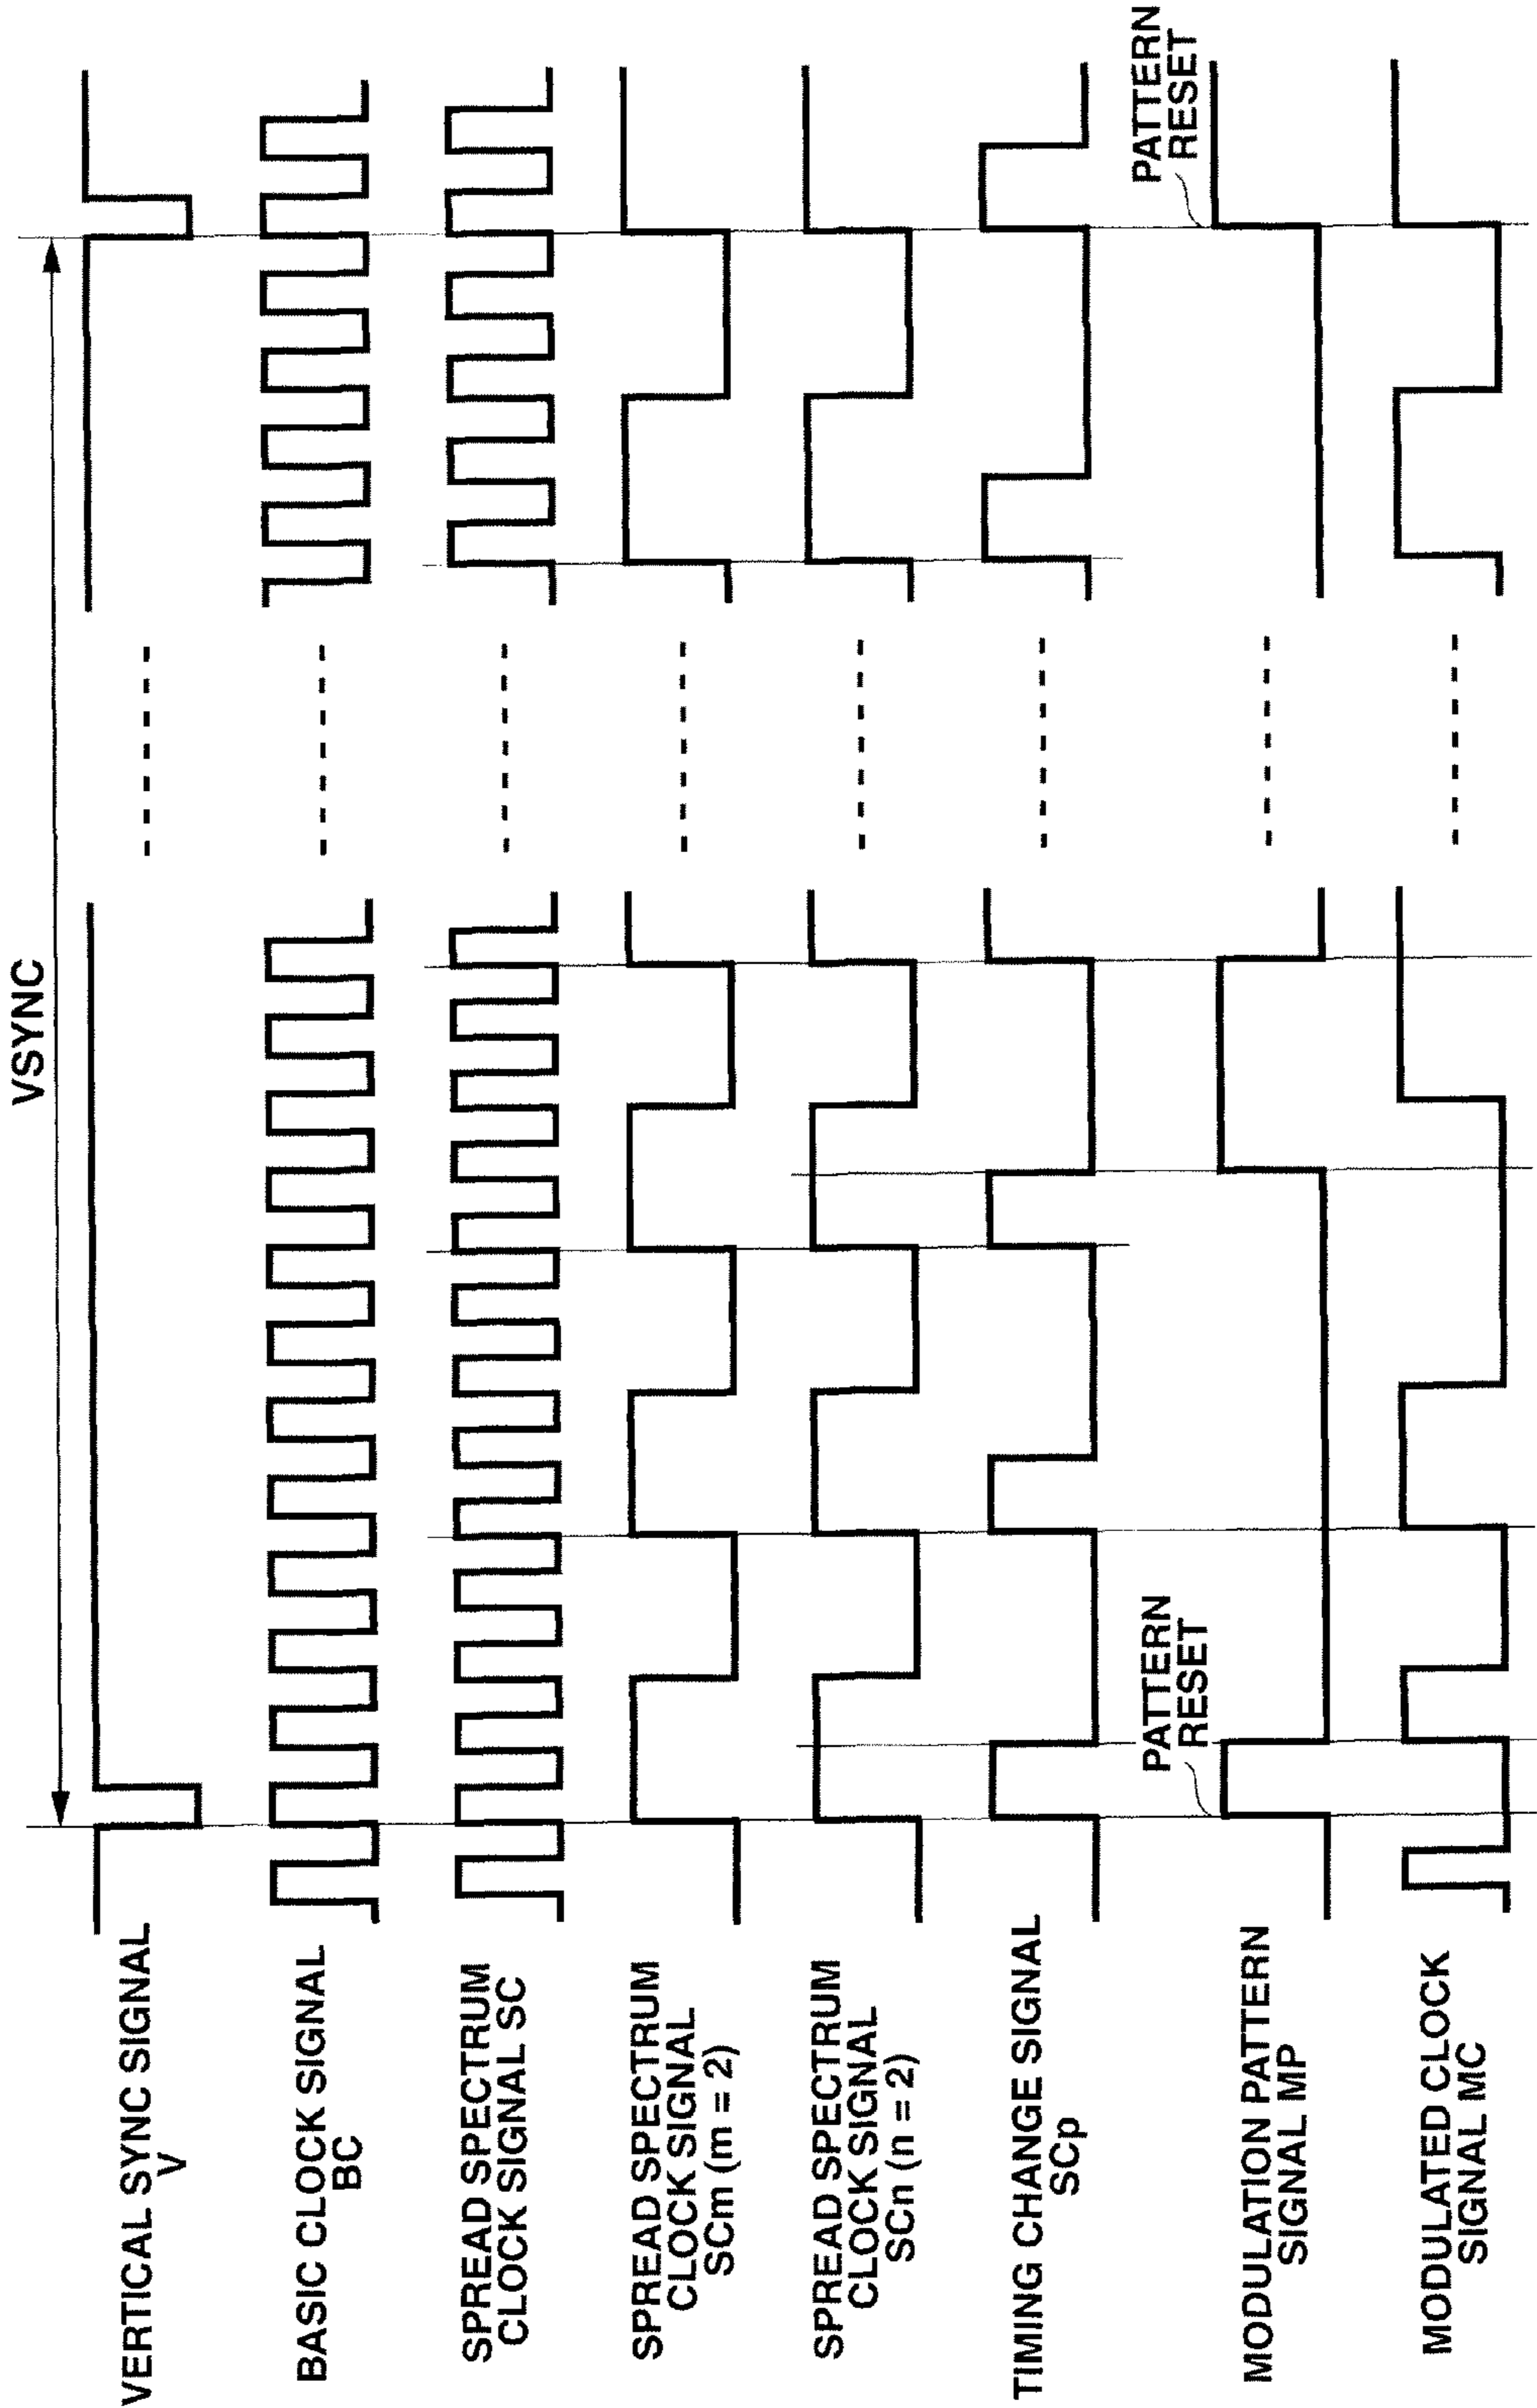 VSYNC
VERTICAL SYNC SIGNAL
V
BASIC CLOCK SIGNAL
BC
SPREAD SPECTRUM
CLOCK SIGNAL SC
SPREAD SPECTRUM
CLOCK SIGNAL
SCm (m = 2)
SPREAD SPECTRUM
CLOCK SIGNAL
SCn (n = 2)
TIMING CHANGE SIGNAL
SCp
PATTERN
RESET
PATTERN
RESET
MODULATION PATTERN
SIGNAL MP
MODULATED CLOCK
SIGNAL MC